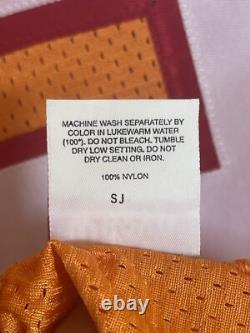 MACHINE WASH SEPARATELY BY
COLOR IN LUKEWARM WATER
(100°). DO NOT BLEACH. TUMBLE
DRY LOW SETTING. DO NOT
DRY CLEAN OR IRON.
100% NYLON
SJ